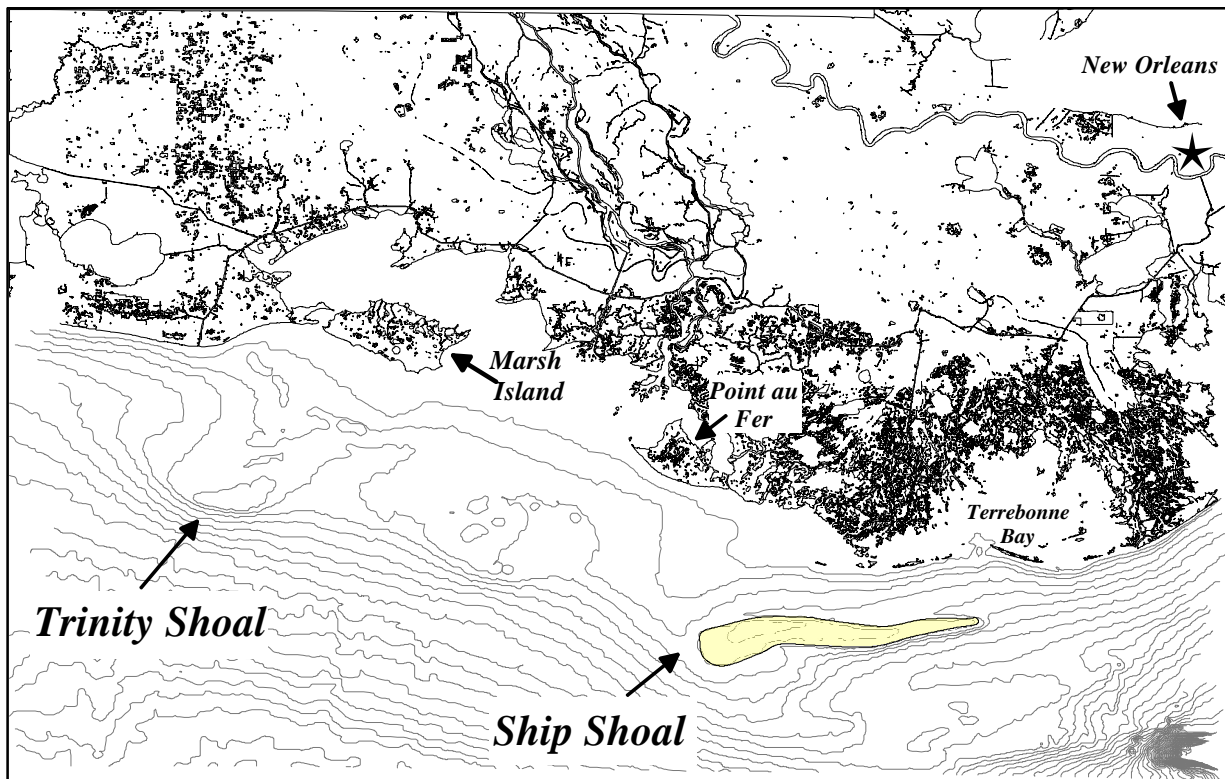 New Orleans
Marsh
Island
Point au
Fer
Terrebonne
Bay
Trinity Shoal
Ship Shoal